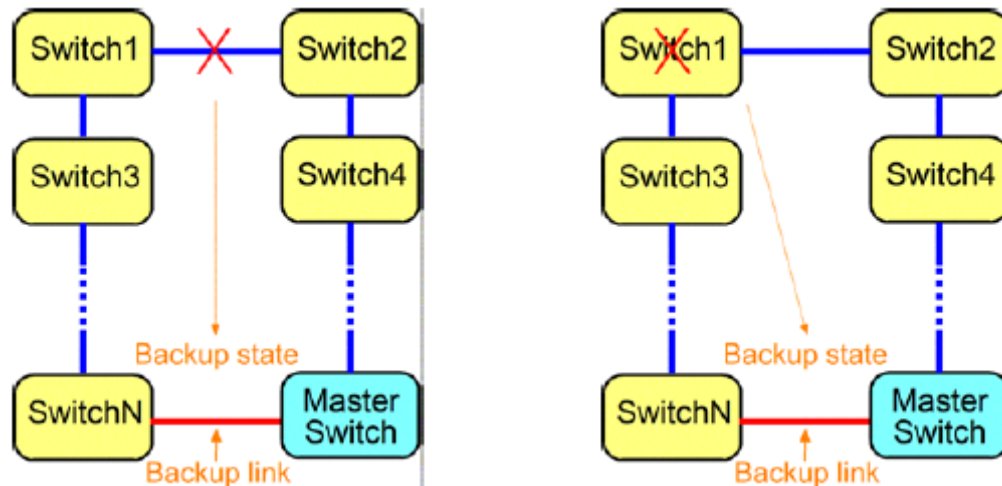 Switch1 Switch2 Switch1 Switch2
Switch3 Switch4 Switch3 Switch4
Backup state Backup state
SwitchN Master Switch SwitchN Master Switch
Backup link Backup link